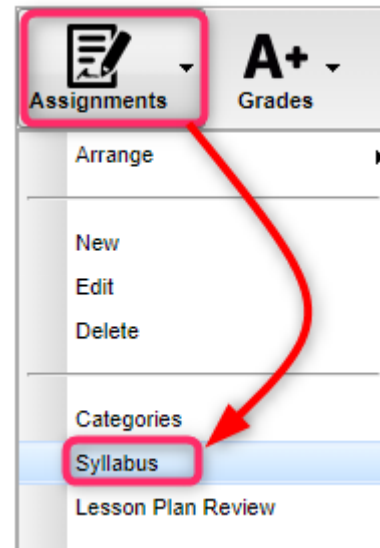 A+
Assignments
Grades
Arrange
New
Edit
Delete
Categories
Syllabus
Lesson Plan Review